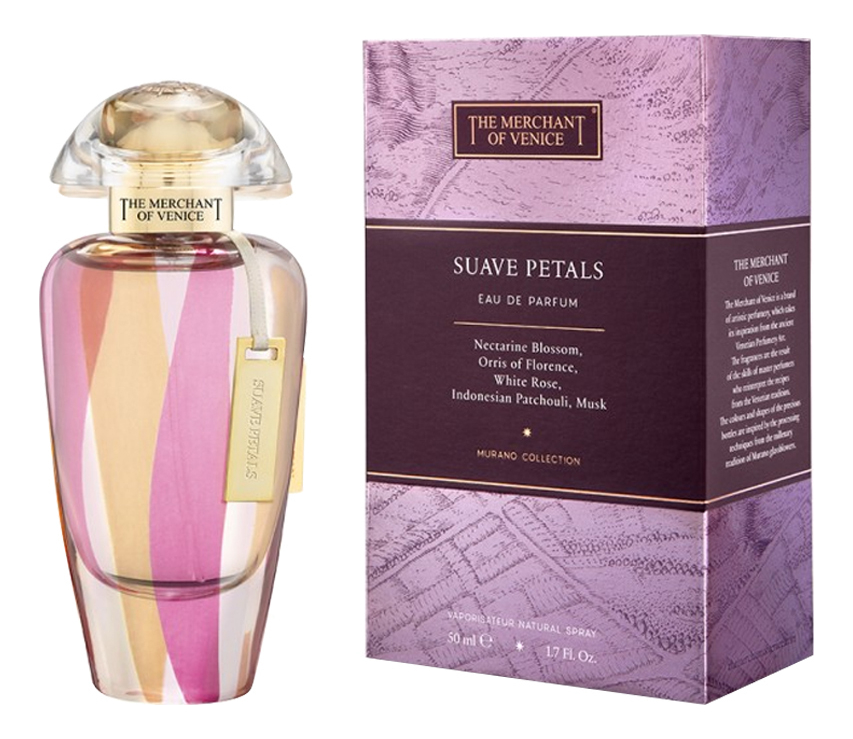 THE MERCHANT
OF VENICE
SUAVE PETALS
THE MERCHANT®
OF VENICE
SUAVE PETALS
EAU DE PARFUM
Nectarine Blossom,
Orris of Florence,
White Rose,
Indonesian Patchouli, Musk
MURANO COLLECTION
VAPORISATEUR NATURAL SPRAY
50 ml ℮
1.7 Fl. Oz.
THE MERCHANT
OF VENICE
The Merchant of Venice is a brand
of artistic perfumery, which takes
its inspiration from the ancient
Venetian Perfumery Art.
The fragrances are the result
of the skills of master perfumers
who reinterpret the recipes
from the Venetian tradition.
The colours and shapes of the precious
bottles are inspired by the processing
techniques from the millenary
tradition of Murano glassblowers.